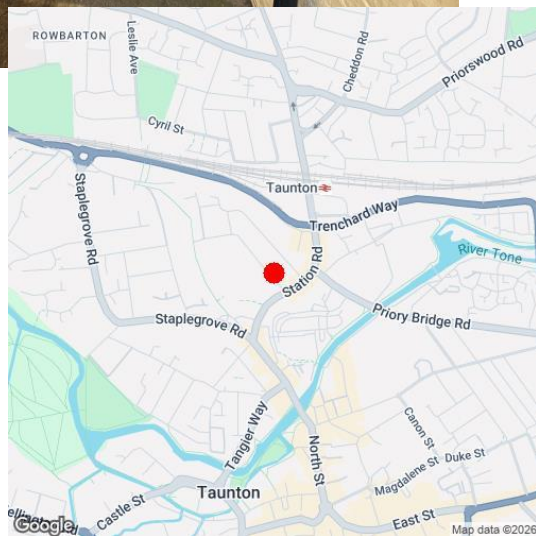 ROWBARTON
Leslie Ave
Cheddon Rd
Priorswood Rd
Cyril St
Taunton
Staplegrove Rd
Trenchard Way
River Tone
Station Rd
Staplegrove Rd
Priory Bridge Rd
Tangier Way
North St
Canon St
Magdalene St
Duke St
Taunton
Castle St
East St
ellington Rd
Google
Map data ©2026